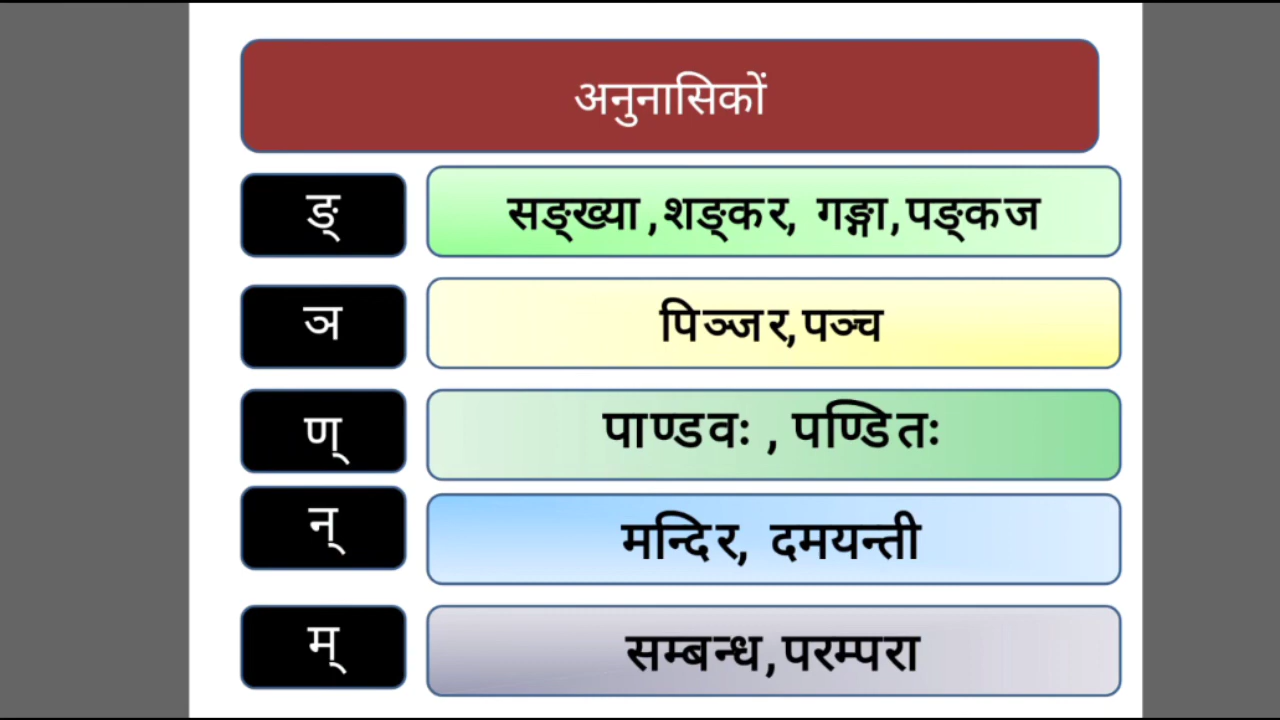 अनुनासिकों
ङ् सङ्ख्या ,शङ्कर, गङ्गा,पङ्कज
ञ पिञ्जर,पञ्च
ण् पाण्डवः , पण्डितः
न् मन्दिर, दमयन्ती
म् सम्बन्ध,परम्परा